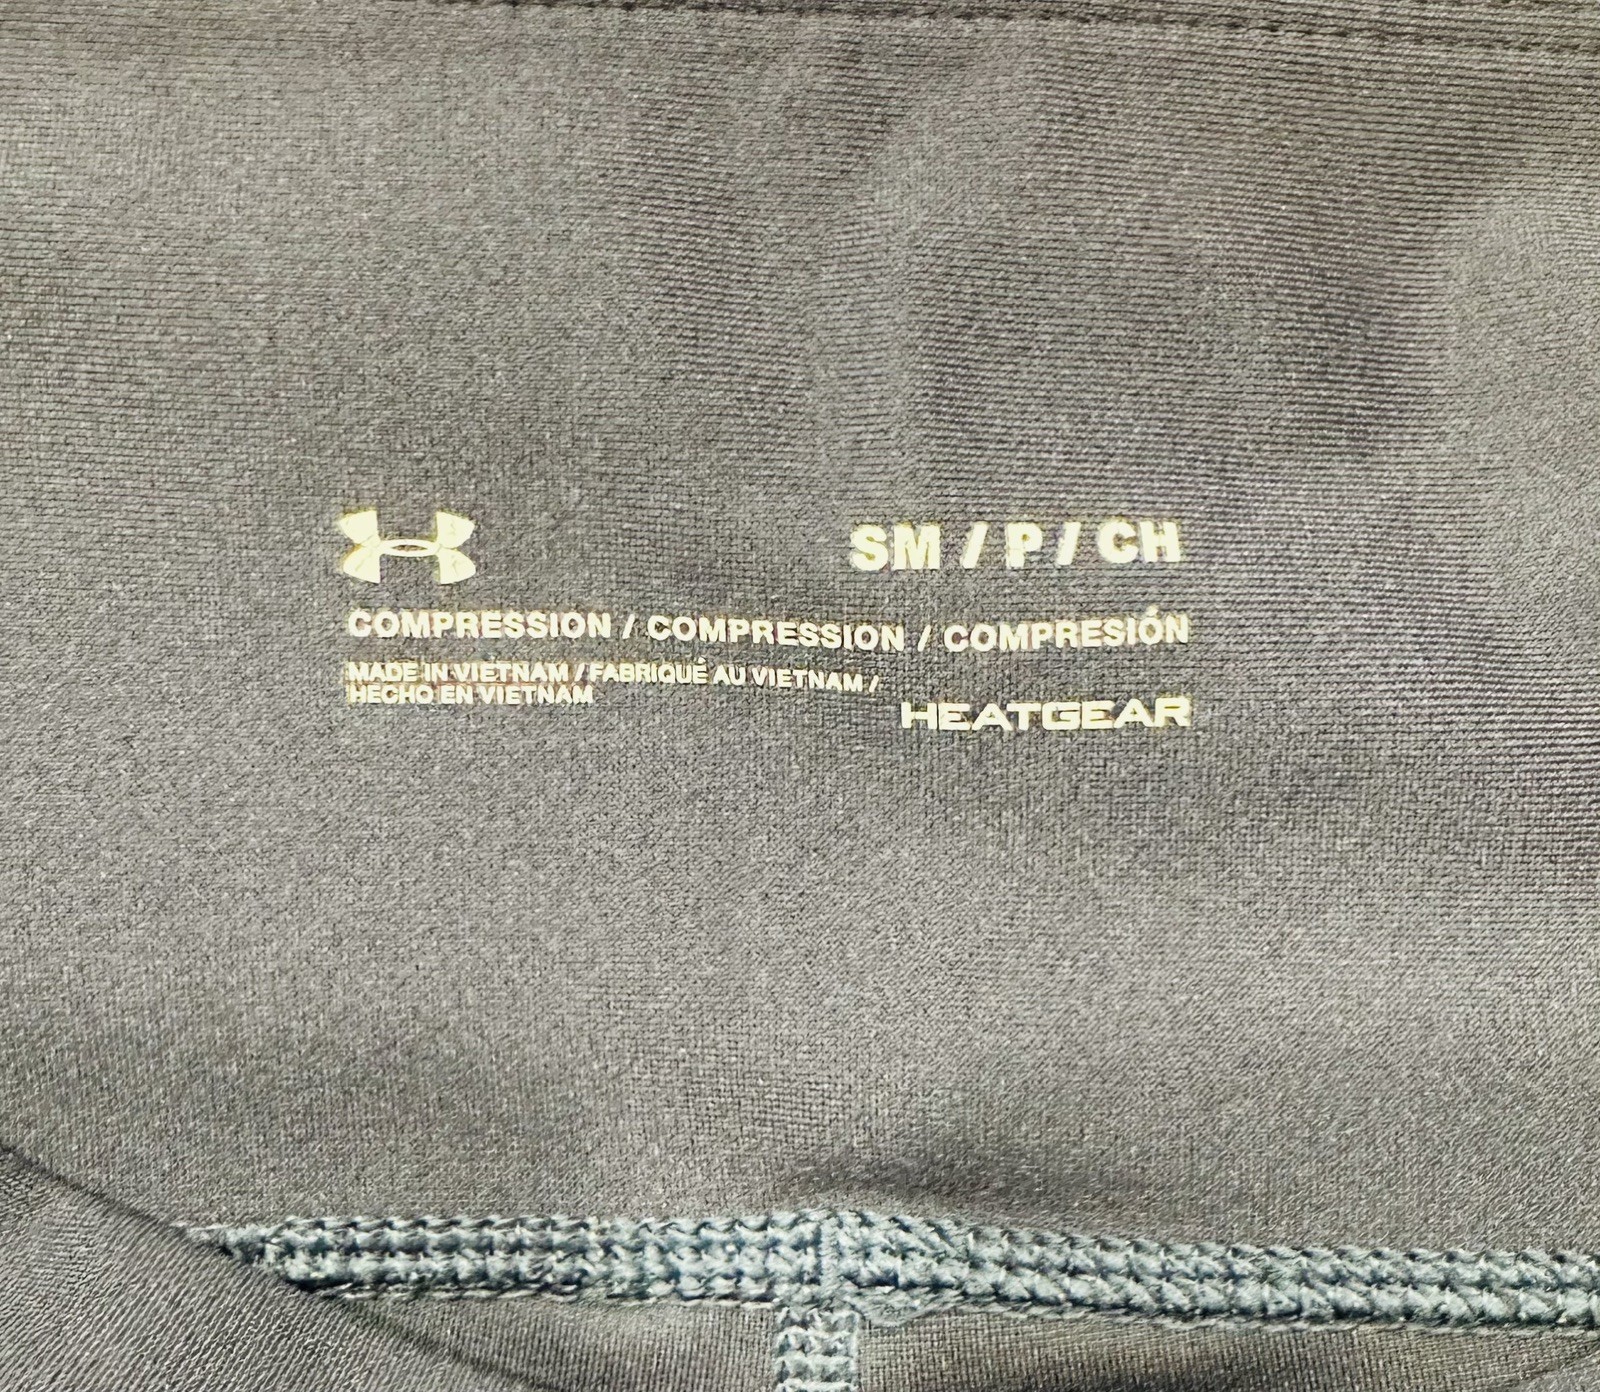 SM / P / CH
COMPRESSION / COMPRESSION / COMPRESIÓN
MADE IN VIETNAM / FABRIQUÉ AU VIETNAM /
HECHO EN VIETNAM
HEATGEAR